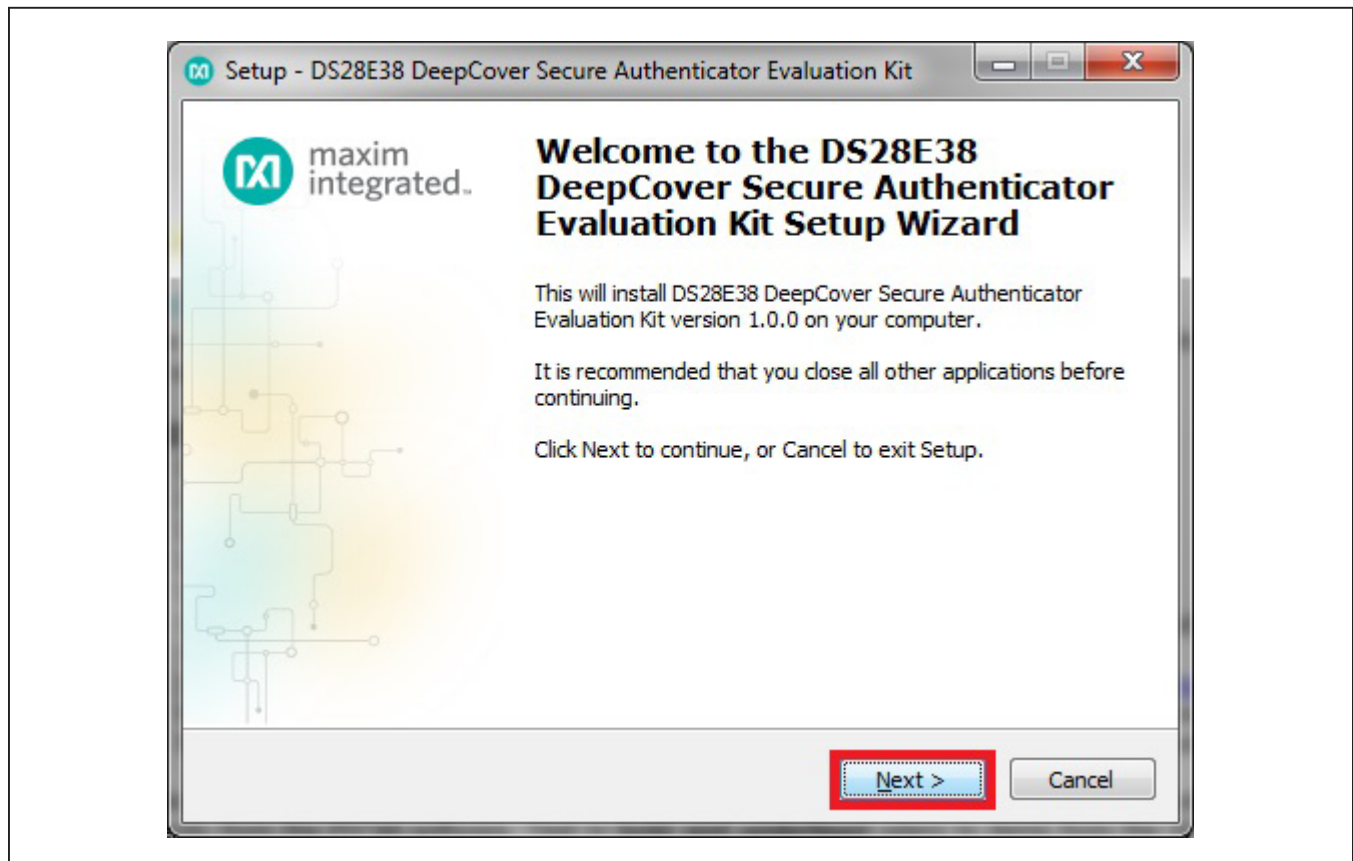 Setup - DS28E38 DeepCover Secure Authenticator Evaluation Kit
maxim
integrated™
Welcome to the DS28E38
DeepCover Secure Authenticator
Evaluation Kit Setup Wizard
This will install DS28E38 DeepCover Secure Authenticator
Evaluation Kit version 1.0.0 on your computer.
It is recommended that you close all other applications before
continuing.
Click Next to continue, or Cancel to exit Setup.
Next >
Cancel